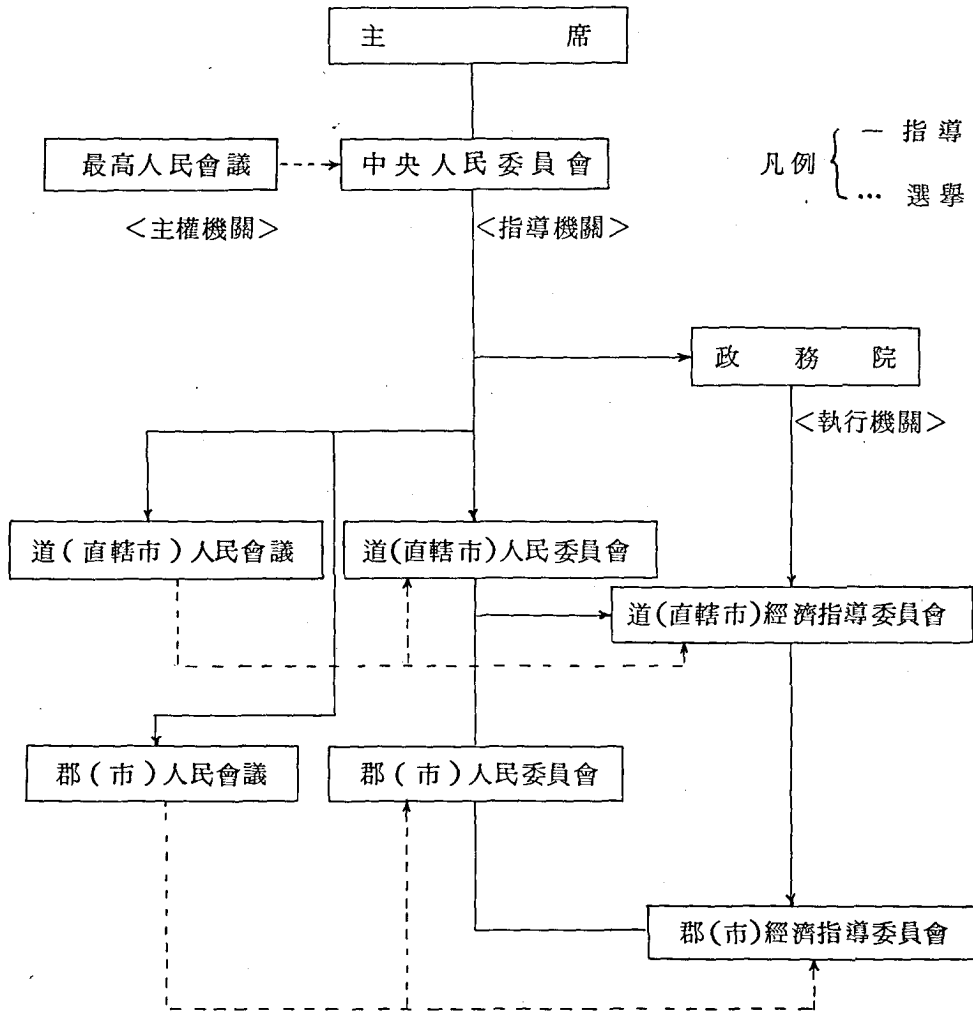 主席
最高人民會議
中央人民委員會
凡例
— 指導
… 選擧
<主權機關>
<指導機關>
政務院
<執行機關>
道(直轄市)人民會議
道(直轄市)人民委員會
道(直轄市)經濟指導委員會
郡(市)人民會議
郡(市)人民委員會
郡(市)經濟指導委員會